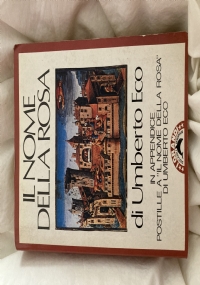 IL NOME
DELLA ROSA
di Umberto Eco
IN APPENDICE
POSTILLE A "IL NOME DELLA ROSA"
DI UMBERTO ECO